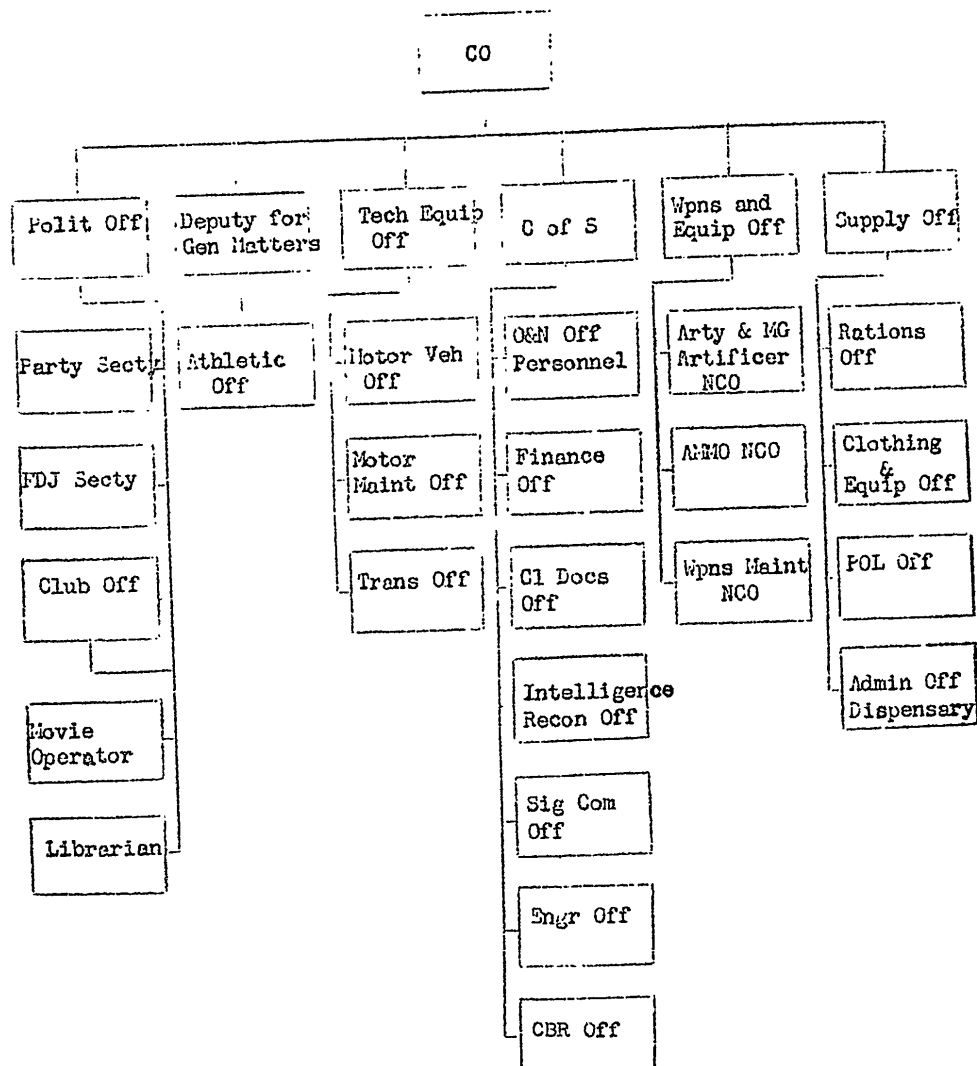 CO
Polit Off
Deputy for
Gen Matters
Tech Equip
Off
C of S
Wpns and
Equip Off
Supply Off
Party Secty
FDJ Secty
Club Off
Movie
Operator
Librarian
Athletic
Off
Motor Veh
Off
Motor
Maint Off
Trans Off
O&N Off
Personnel
Finance
Off
Cl Docs
Off
Intelligence
Recon Off
Sig Com
Off
Engr Off
CBR Off
Arty & MG
Artificer
NCO
AMMO NCO
Wpns Maint
NCO
Rations
Off
Clothing
&
Equip Off
POL Off
Admin Off
Dispensary